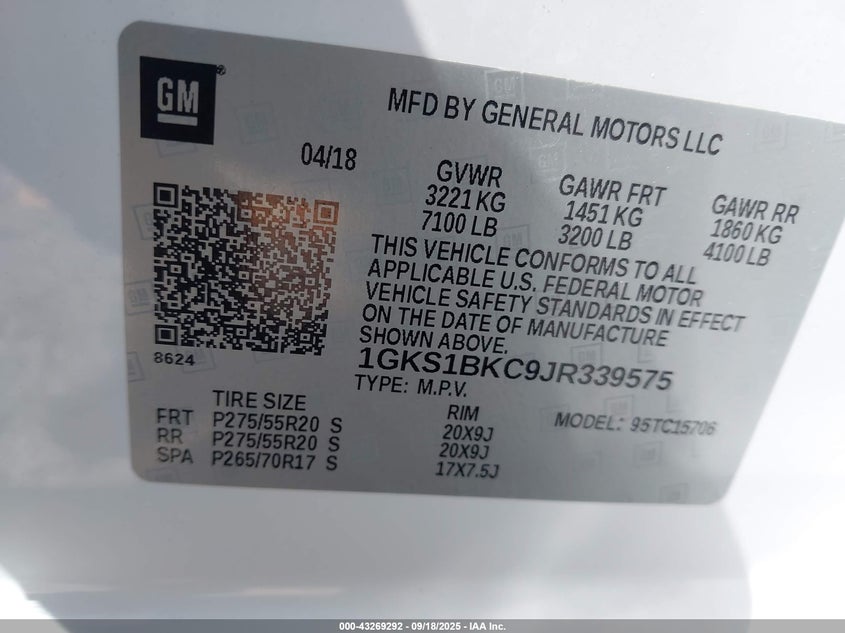 GM®
MFD BY GENERAL MOTORS LLC
04/18
GVWR
3221 KG
7100 LB
GAWR FRT
1451 KG
3200 LB
GAWR RR
1860 KG
4100 LB
THIS VEHICLE CONFORMS TO ALL
APPLICABLE U.S. FEDERAL MOTOR
VEHICLE SAFETY STANDARDS IN EFFECT
ON THE DATE OF MANUFACTURE
SHOWN ABOVE.
8624
1GKS1BKC9JR339575
TYPE: M.P.V.
TIRE SIZE
RIM
MODEL: 95TC15706
FRT P275/55R20 S 20X9J
RR P275/55R20 S 20X9J
SPA P265/70R17 S 17X7.5J
000-43269292 - 09/18/2025 - IAA Inc.